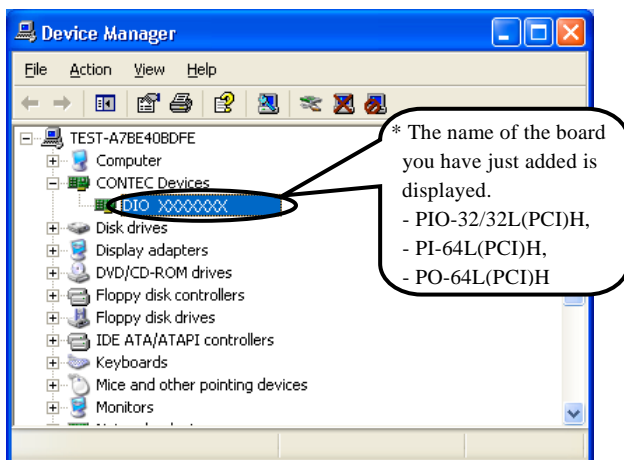 Device Manager
File Action View Help
TEST-A7BE40BDFE
Computer
CONTEC Devices
DIO XXXXXXXX
Disk drives
Display adapters
DVD/CD-ROM drives
Floppy disk controllers
Floppy disk drives
IDE ATA/ATAPI controllers
Keyboards
Mice and other pointing devices
Monitors
* The name of the board
you have just added is
displayed.
- PIO-32/32L(PCI)H,
- PI-64L(PCI)H,
- PO-64L(PCI)H